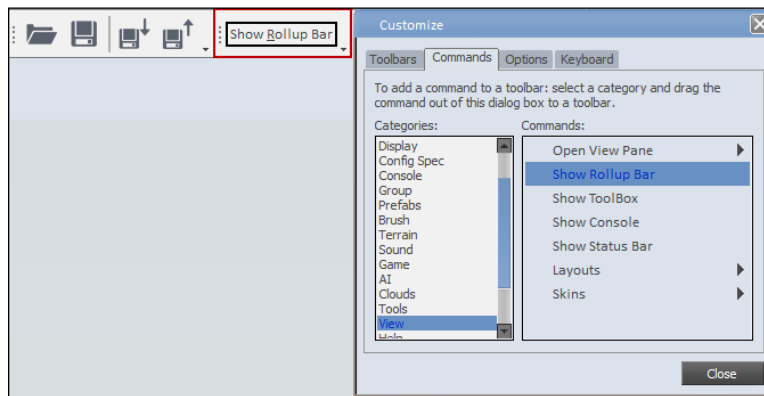 Show Rollup Bar
Customize
Toolbars Commands Options Keyboard
To add a command to a toolbar: select a category and drag the
command out of this dialog box to a toolbar.
Categories: Commands:
Display
Config Spec
Console
Group
Prefabs
Brush
Terrain
Sound
Game
AI
Clouds
Tools
View
Help
Open View Pane
Show Rollup Bar
Show ToolBox
Show Console
Show Status Bar
Layouts
Skins
Close